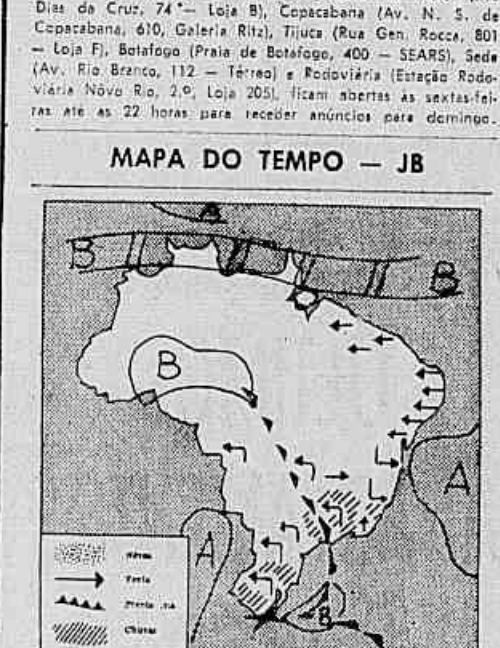 Dias da Cruz, 74 — Loja B), Copacabana (Av. N. S. de
Copacabana, 610, Galeria Ritz), Tijuca (Rua Gen. Rocca, 801
— Loja F), Botafogo (Praia de Botafogo, 400 — SEARS), Sede
(Av. Rio Branco, 112 — Térreo) e Rodoviária (Estação Rodo-
viária Nôvo Rio, 2.º, Loja 205), ficam abertas às sextas-fei-
ras até as 22 horas para receber anúncios para domingo.
MAPA DO TEMPO — JB
A
B
B
B
A
A
B
Chuvas